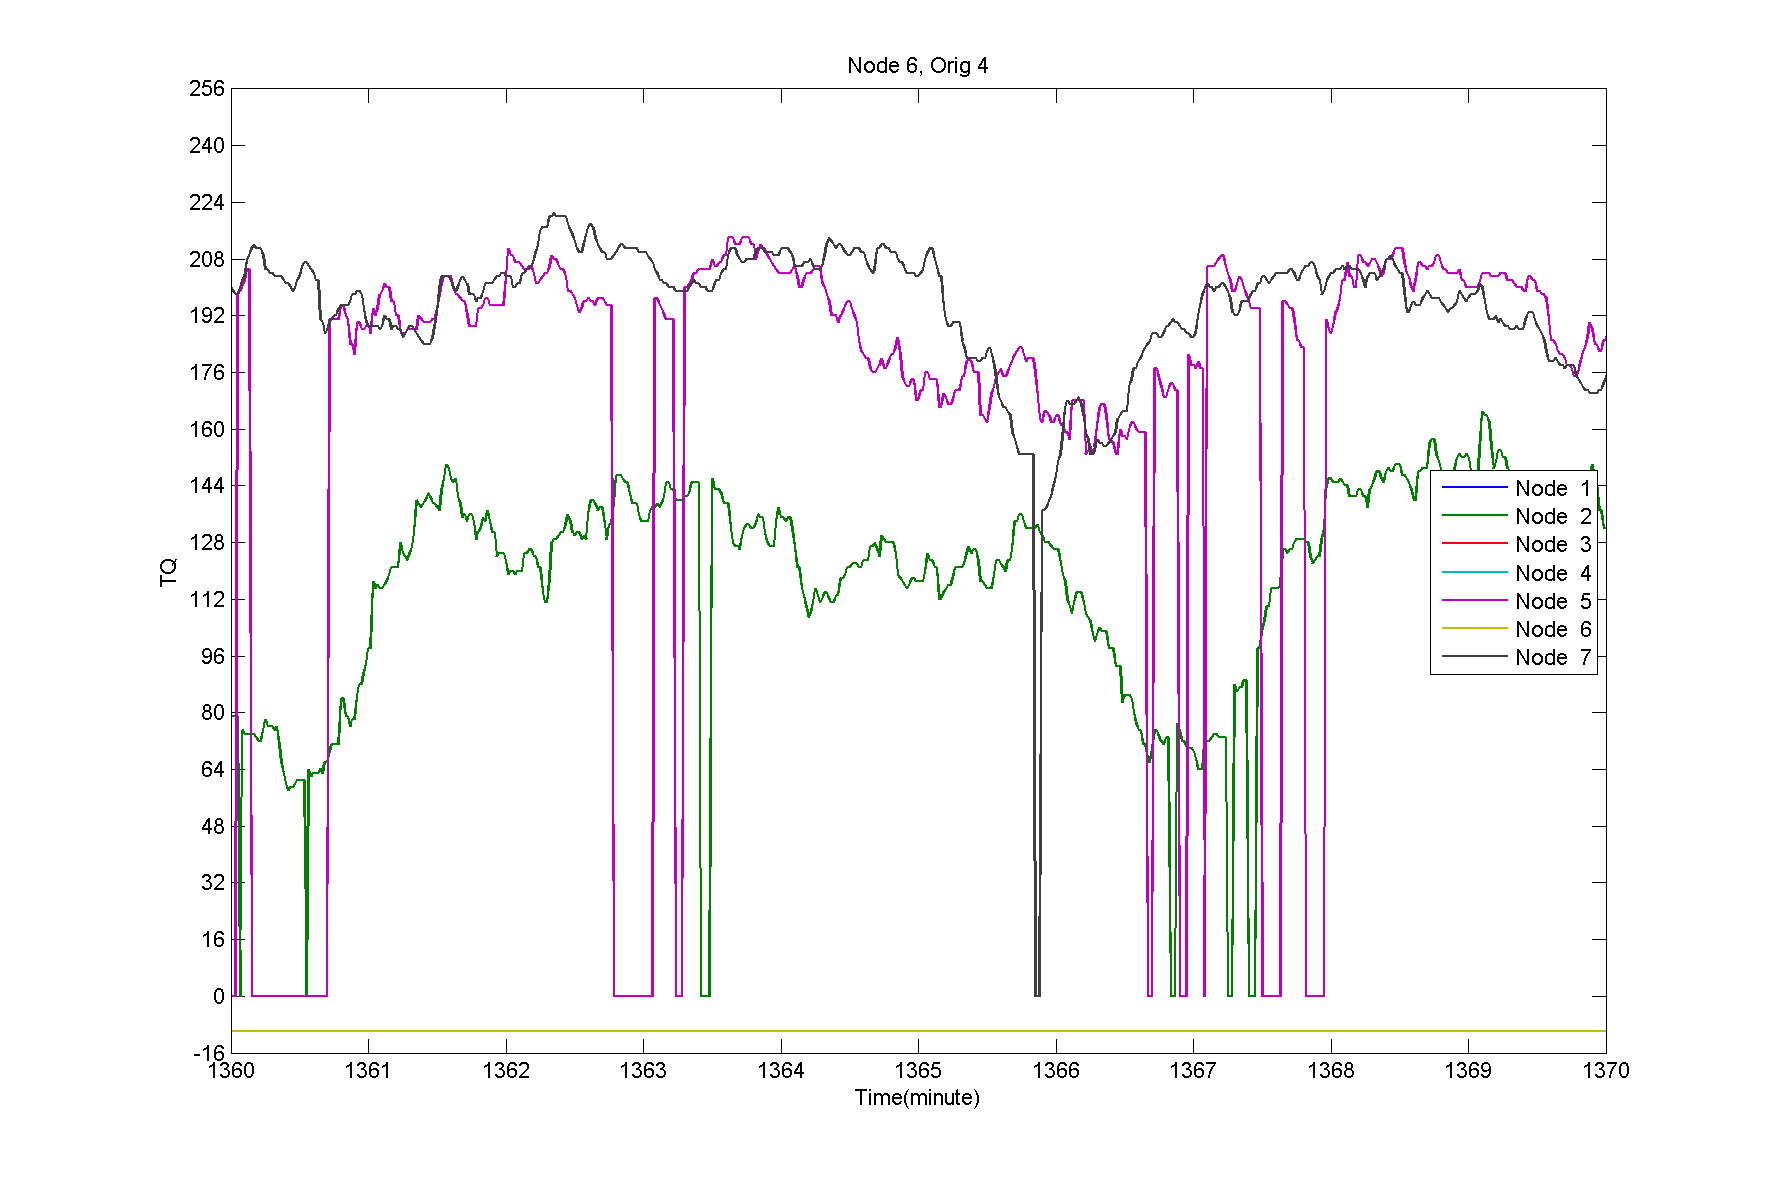 Node 6, Orig 4
256
240
224
208
192
176
160
144
128
112
96
80
64
48
32
16
0
-16
TQ
Node 1
Node 2
Node 3
Node 4
Node 5
Node 6
Node 7
1360 1361 1362 1363 1364 1365 1366 1367 1368 1369 1370
Time(minute)